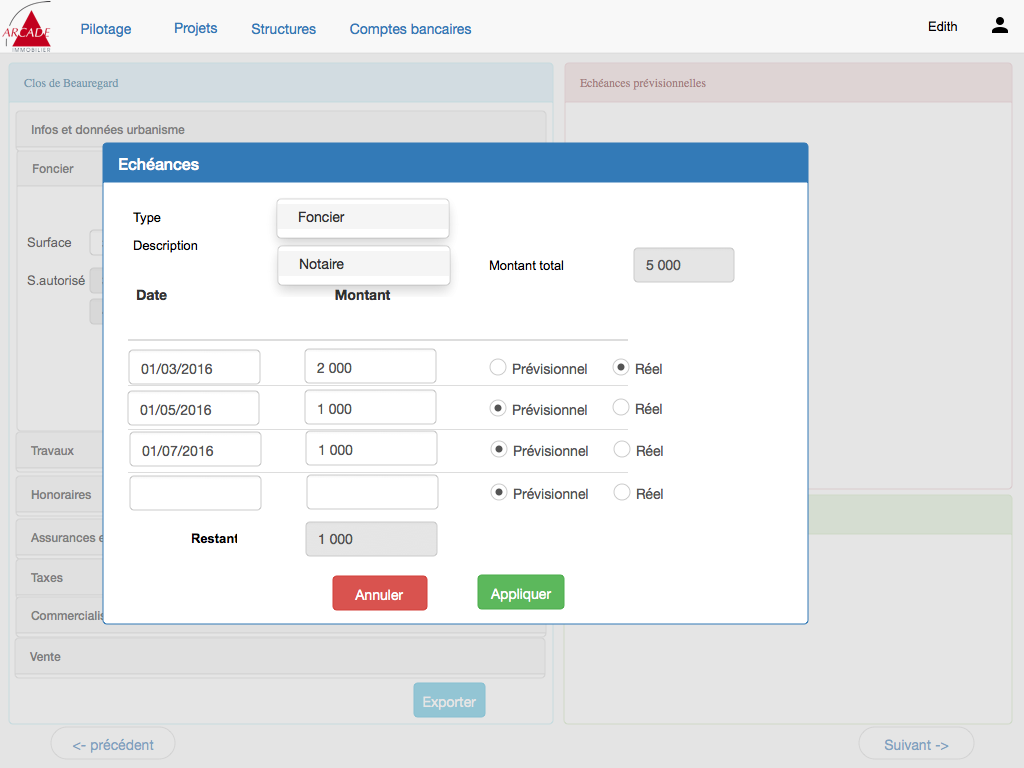 ARCADE
IMMOBILIER
Pilotage Projets Structures Comptes bancaires Edith
Clos de Beauregard
Echéances prévisionnelles
Infos et données urbanisme
Foncier
Surface
S.autorisé
Travaux
Honoraires
Assurances e
Taxes
Commercialis
Vente
Exporter
<- précédent
Suivant ->
Echéances
Type Foncier
Description Notaire
Montant total 5 000
Date Montant
01/03/2016 2 000 Prévisionnel Réel
01/05/2016 1 000 Prévisionnel Réel
01/07/2016 1 000 Prévisionnel Réel
Prévisionnel Réel
Restant 1 000
Annuler Appliquer